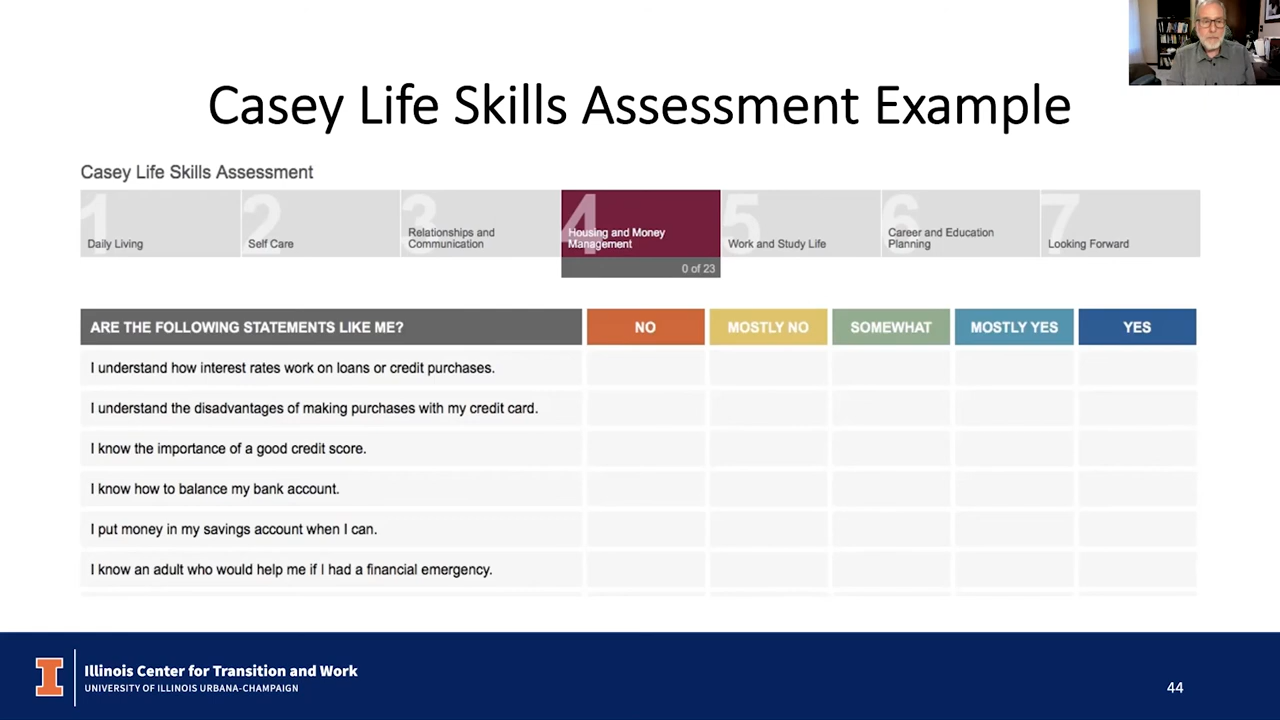 Casey Life Skills Assessment Example
Casey Life Skills Assessment
1 Daily Living
2 Self Care
3 Relationships and
Communication
4 Housing and Money
Management
0 of 23
5 Work and Study Life
6 Career and Education
Planning
7 Looking Forward
ARE THE FOLLOWING STATEMENTS LIKE ME? NO MOSTLY NO SOMEWHAT MOSTLY YES YES
I understand how interest rates work on loans or credit purchases.
I understand the disadvantages of making purchases with my credit card.
I know the importance of a good credit score.
I know how to balance my bank account.
I put money in my savings account when I can.
I know an adult who would help me if I had a financial emergency.
I Illinois Center for Transition and Work
UNIVERSITY OF ILLINOIS URBANA-CHAMPAIGN
44